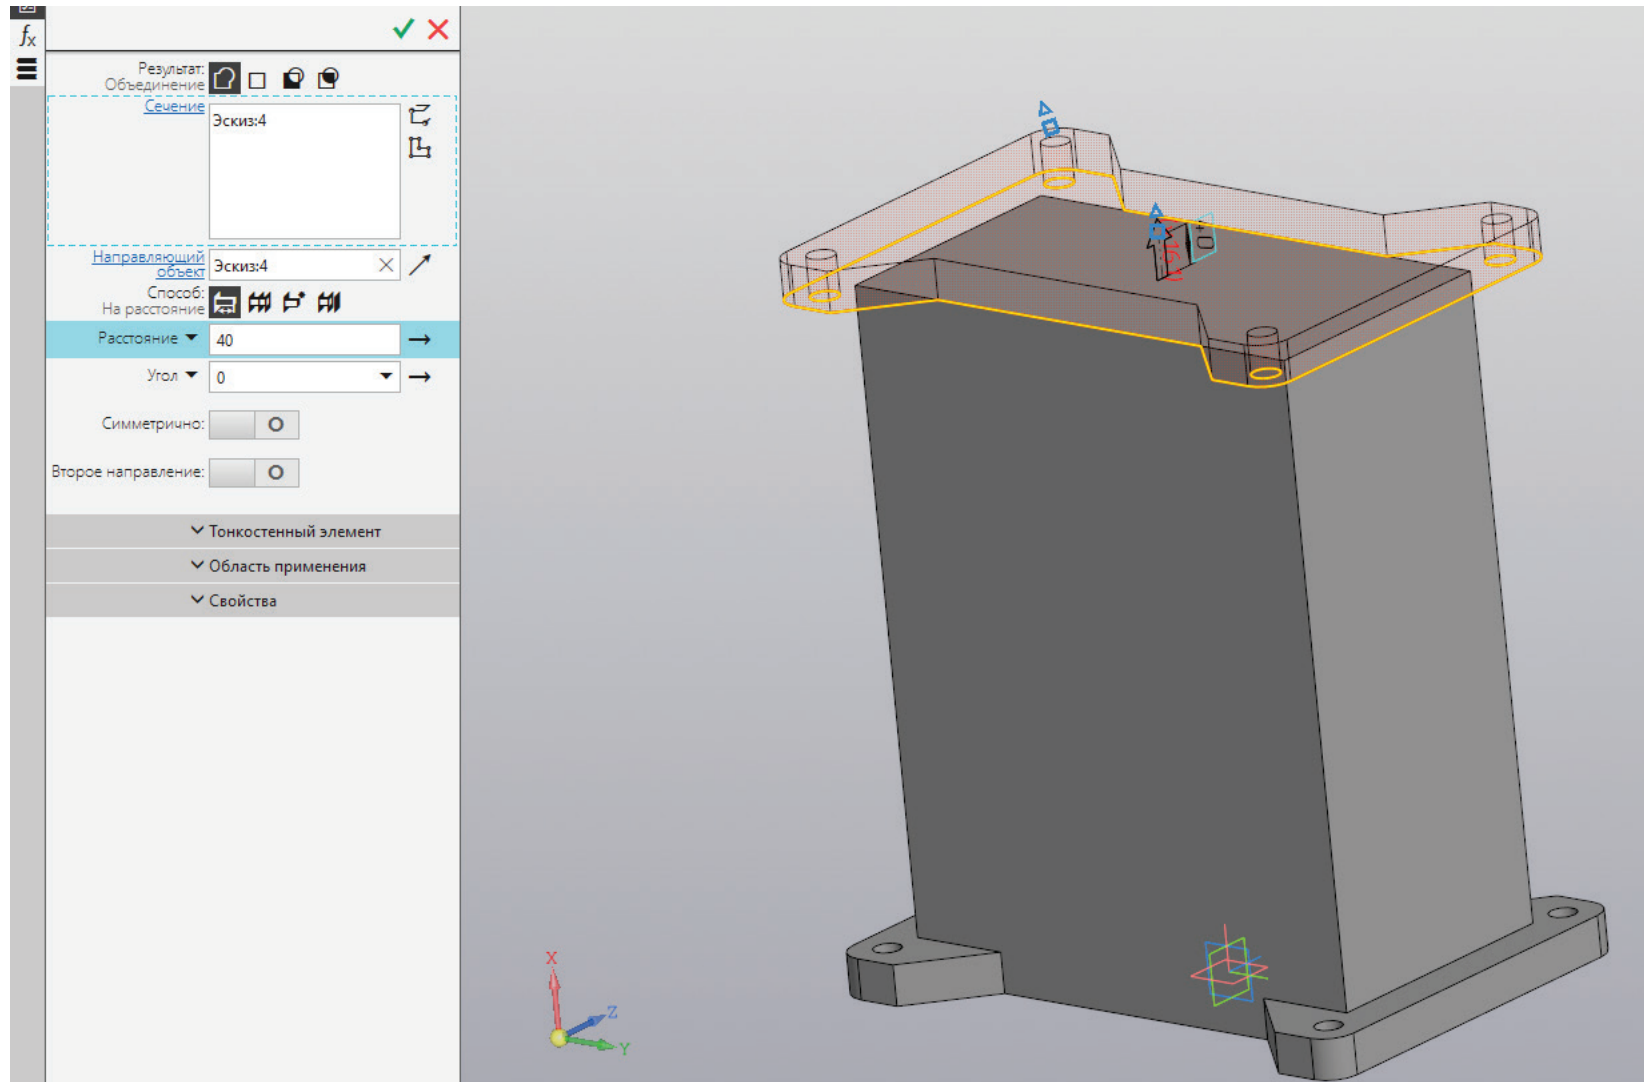 fx
Результат:
Объединение
Сечение
Эскиз:4
Направляющий
объект
Эскиз:4
Способ:
На расстояние
Расстояние
40
Угол
0
Симметрично:
Второе направление:
Тонкостенный элемент
Область применения
Свойства
X
Z
Y